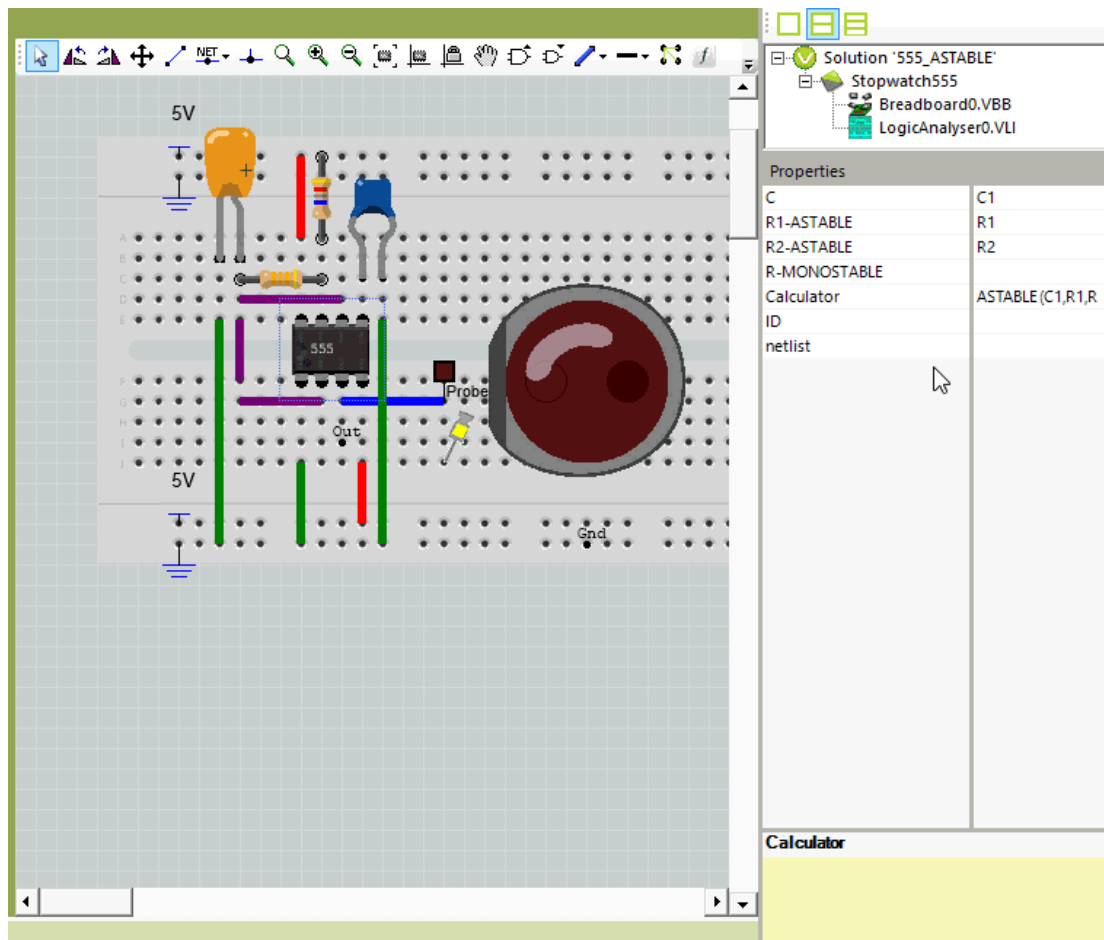 NET
f
Solution '555_ASTABLE'
Stopwatch555
Breadboard0.VBB
LogicAnalyser0.VLI
Properties
C C1
R1-ASTABLE R1
R2-ASTABLE R2
R-MONOSTABLE
Calculator ASTABLE(C1,R1,R
ID
netlist
Calculator
5V
+
A
B
C
D
E
555
F
Probe
G
H
Out
I
J
5V
Gnd